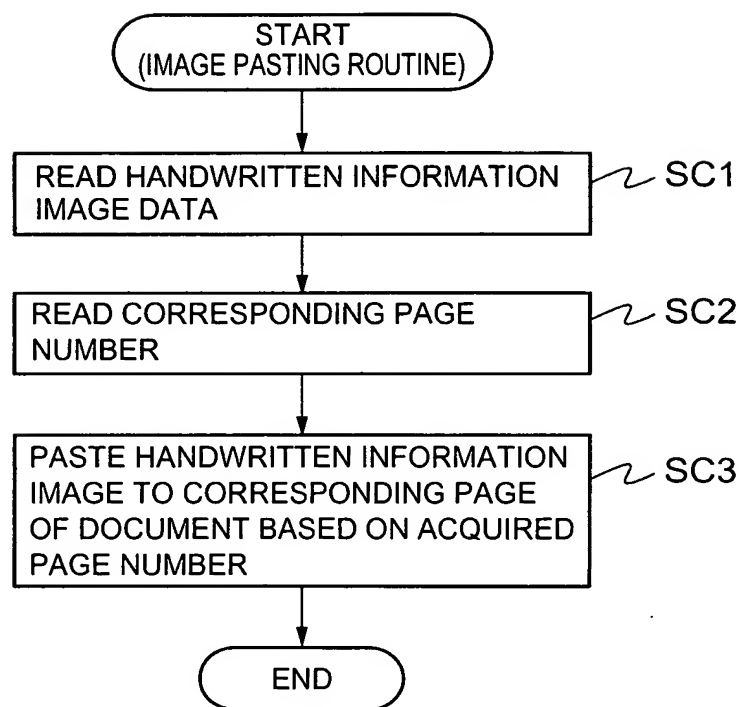 START
(IMAGE PASTING ROUTINE)
READ HANDWRITTEN INFORMATION
IMAGE DATA
SC1
READ CORRESPONDING PAGE
NUMBER
SC2
PASTE HANDWRITTEN INFORMATION
IMAGE TO CORRESPONDING PAGE
OF DOCUMENT BASED ON ACQUIRED
PAGE NUMBER
SC3
END